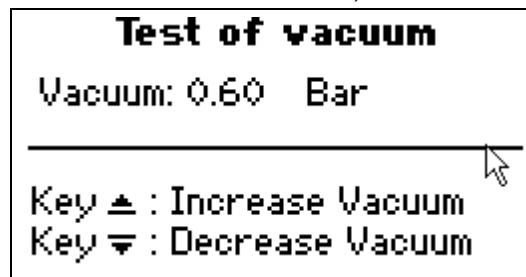 Test of vacuum
Vacuum: 0.60 Bar
Key ▲ : Increase Vacuum
Key ▼ : Decrease Vacuum